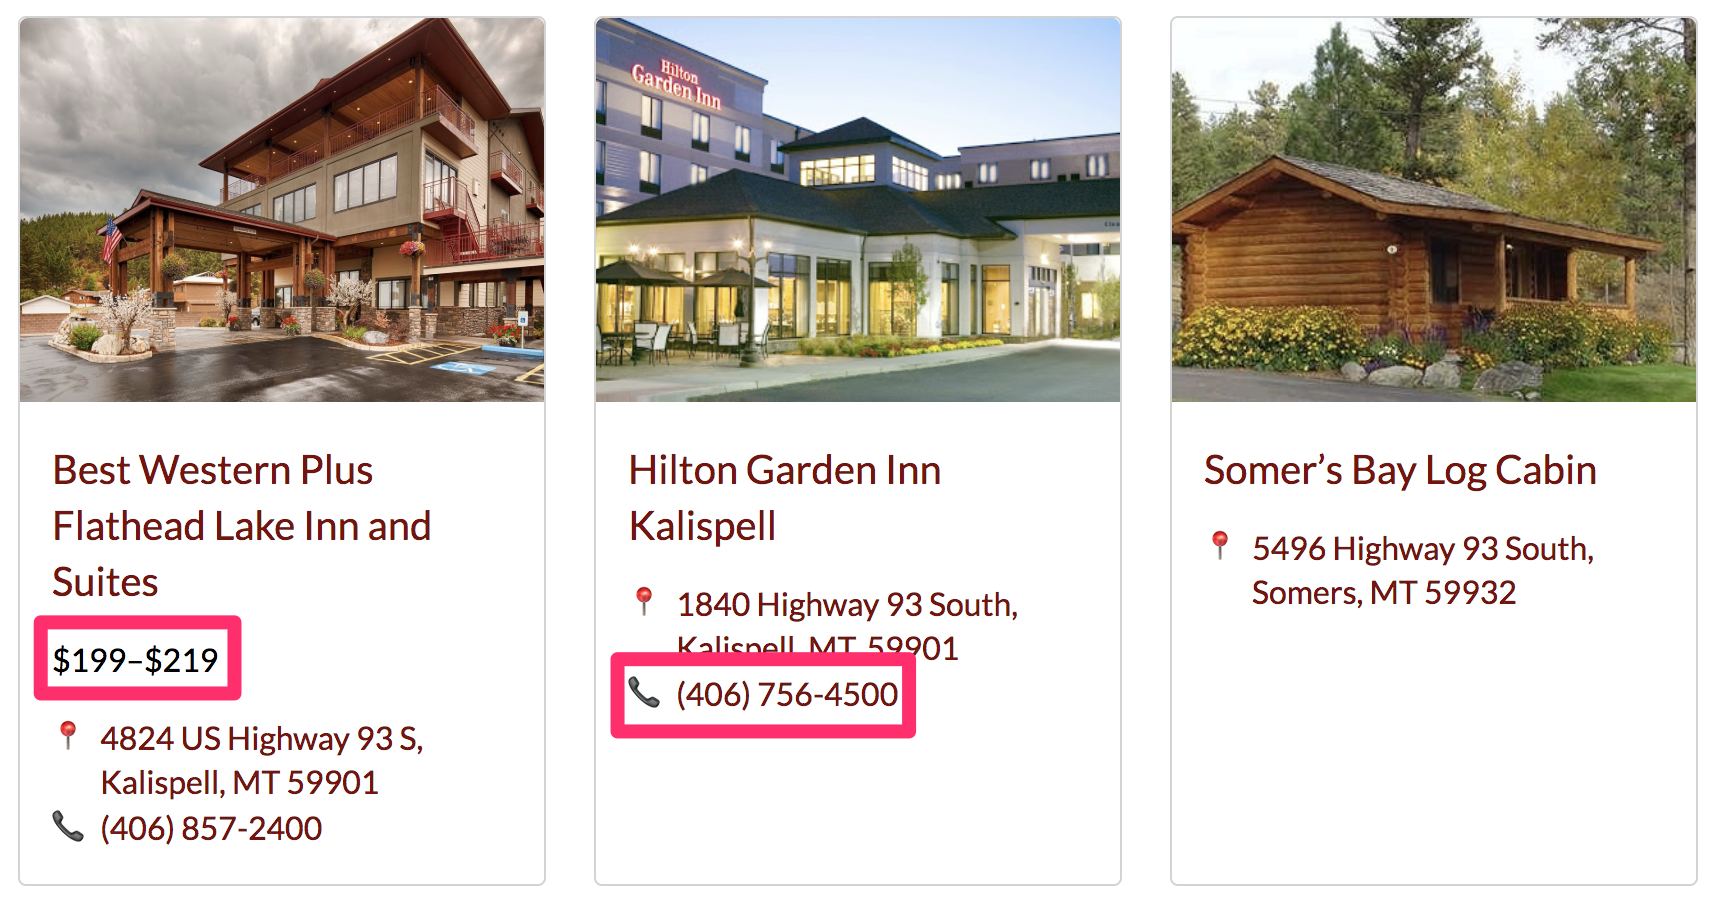 Hilton
Garden Inn
Best Western Plus
Flathead Lake Inn and
Suites
$199–$219
4824 US Highway 93 S,
Kalispell, MT 59901
(406) 857-2400
Hilton Garden Inn
Kalispell
1840 Highway 93 South,
Kalispell, MT 59901
(406) 756-4500
Somer’s Bay Log Cabin
5496 Highway 93 South,
Somers, MT 59932